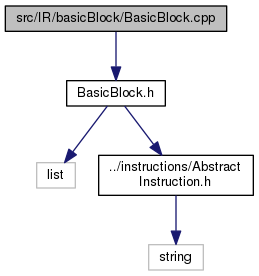 src/IR/basicBlock/BasicBlock.cpp
BasicBlock.h
list
../instructions/Abstract
Instruction.h
string